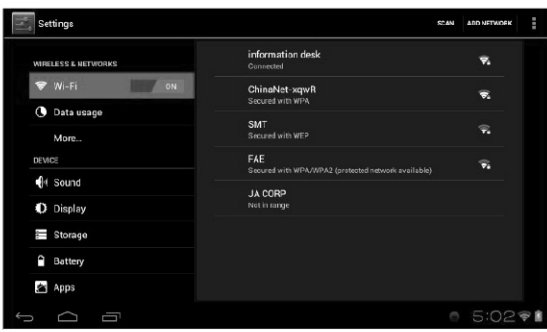 Settings
SCAN ADD NETWORK
WIRELESS & NETWORKS
Wi-Fi ON
Data usage
More...
DEVICE
Sound
Display
Storage
Battery
Apps
information desk
Connected
ChinaNet-xqwR
Secured with WPA
SMT
Secured with WEP
FAE
Secured with WPA/WPA2 (protected network available)
JA CORP
Not in range
5:02